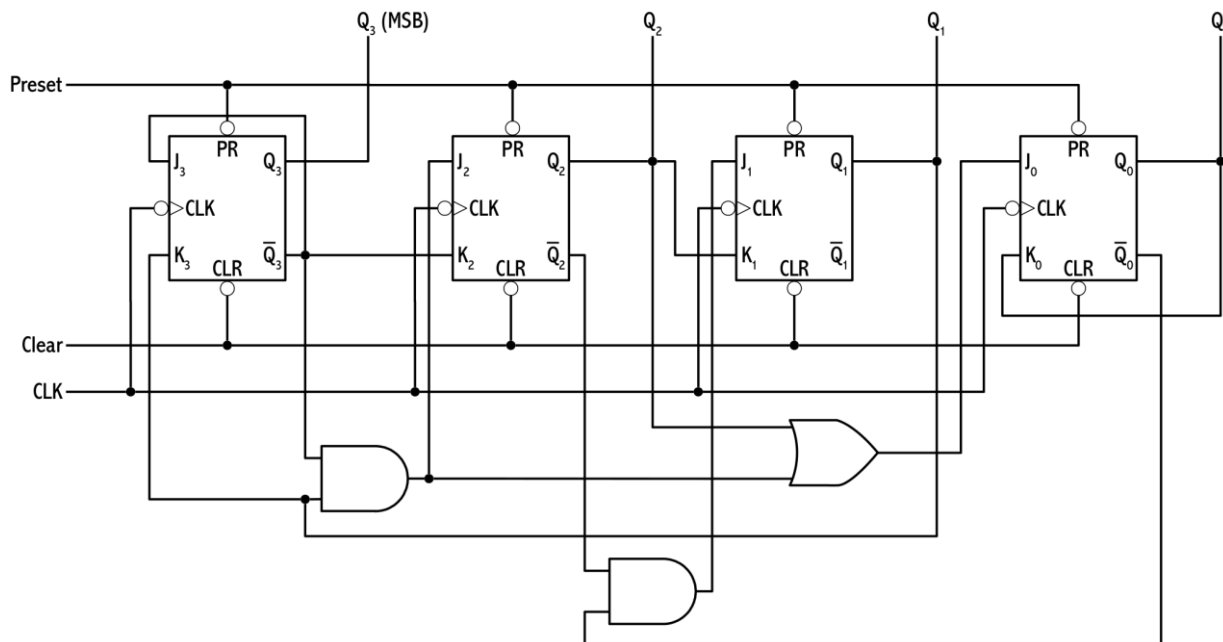 Q₃ (MSB) Q₂ Q₁ Q
Preset
PR PR PR PR
J₃ Q₃ J₂ Q₂ J₁ Q₁ J₀ Q₀
CLK CLK CLK CLK
K₃ Q̅₃ K₂ Q̅₂ K₁ Q̅₁ K₀ Q̅₀
CLR CLR CLR CLR
Clear
CLK